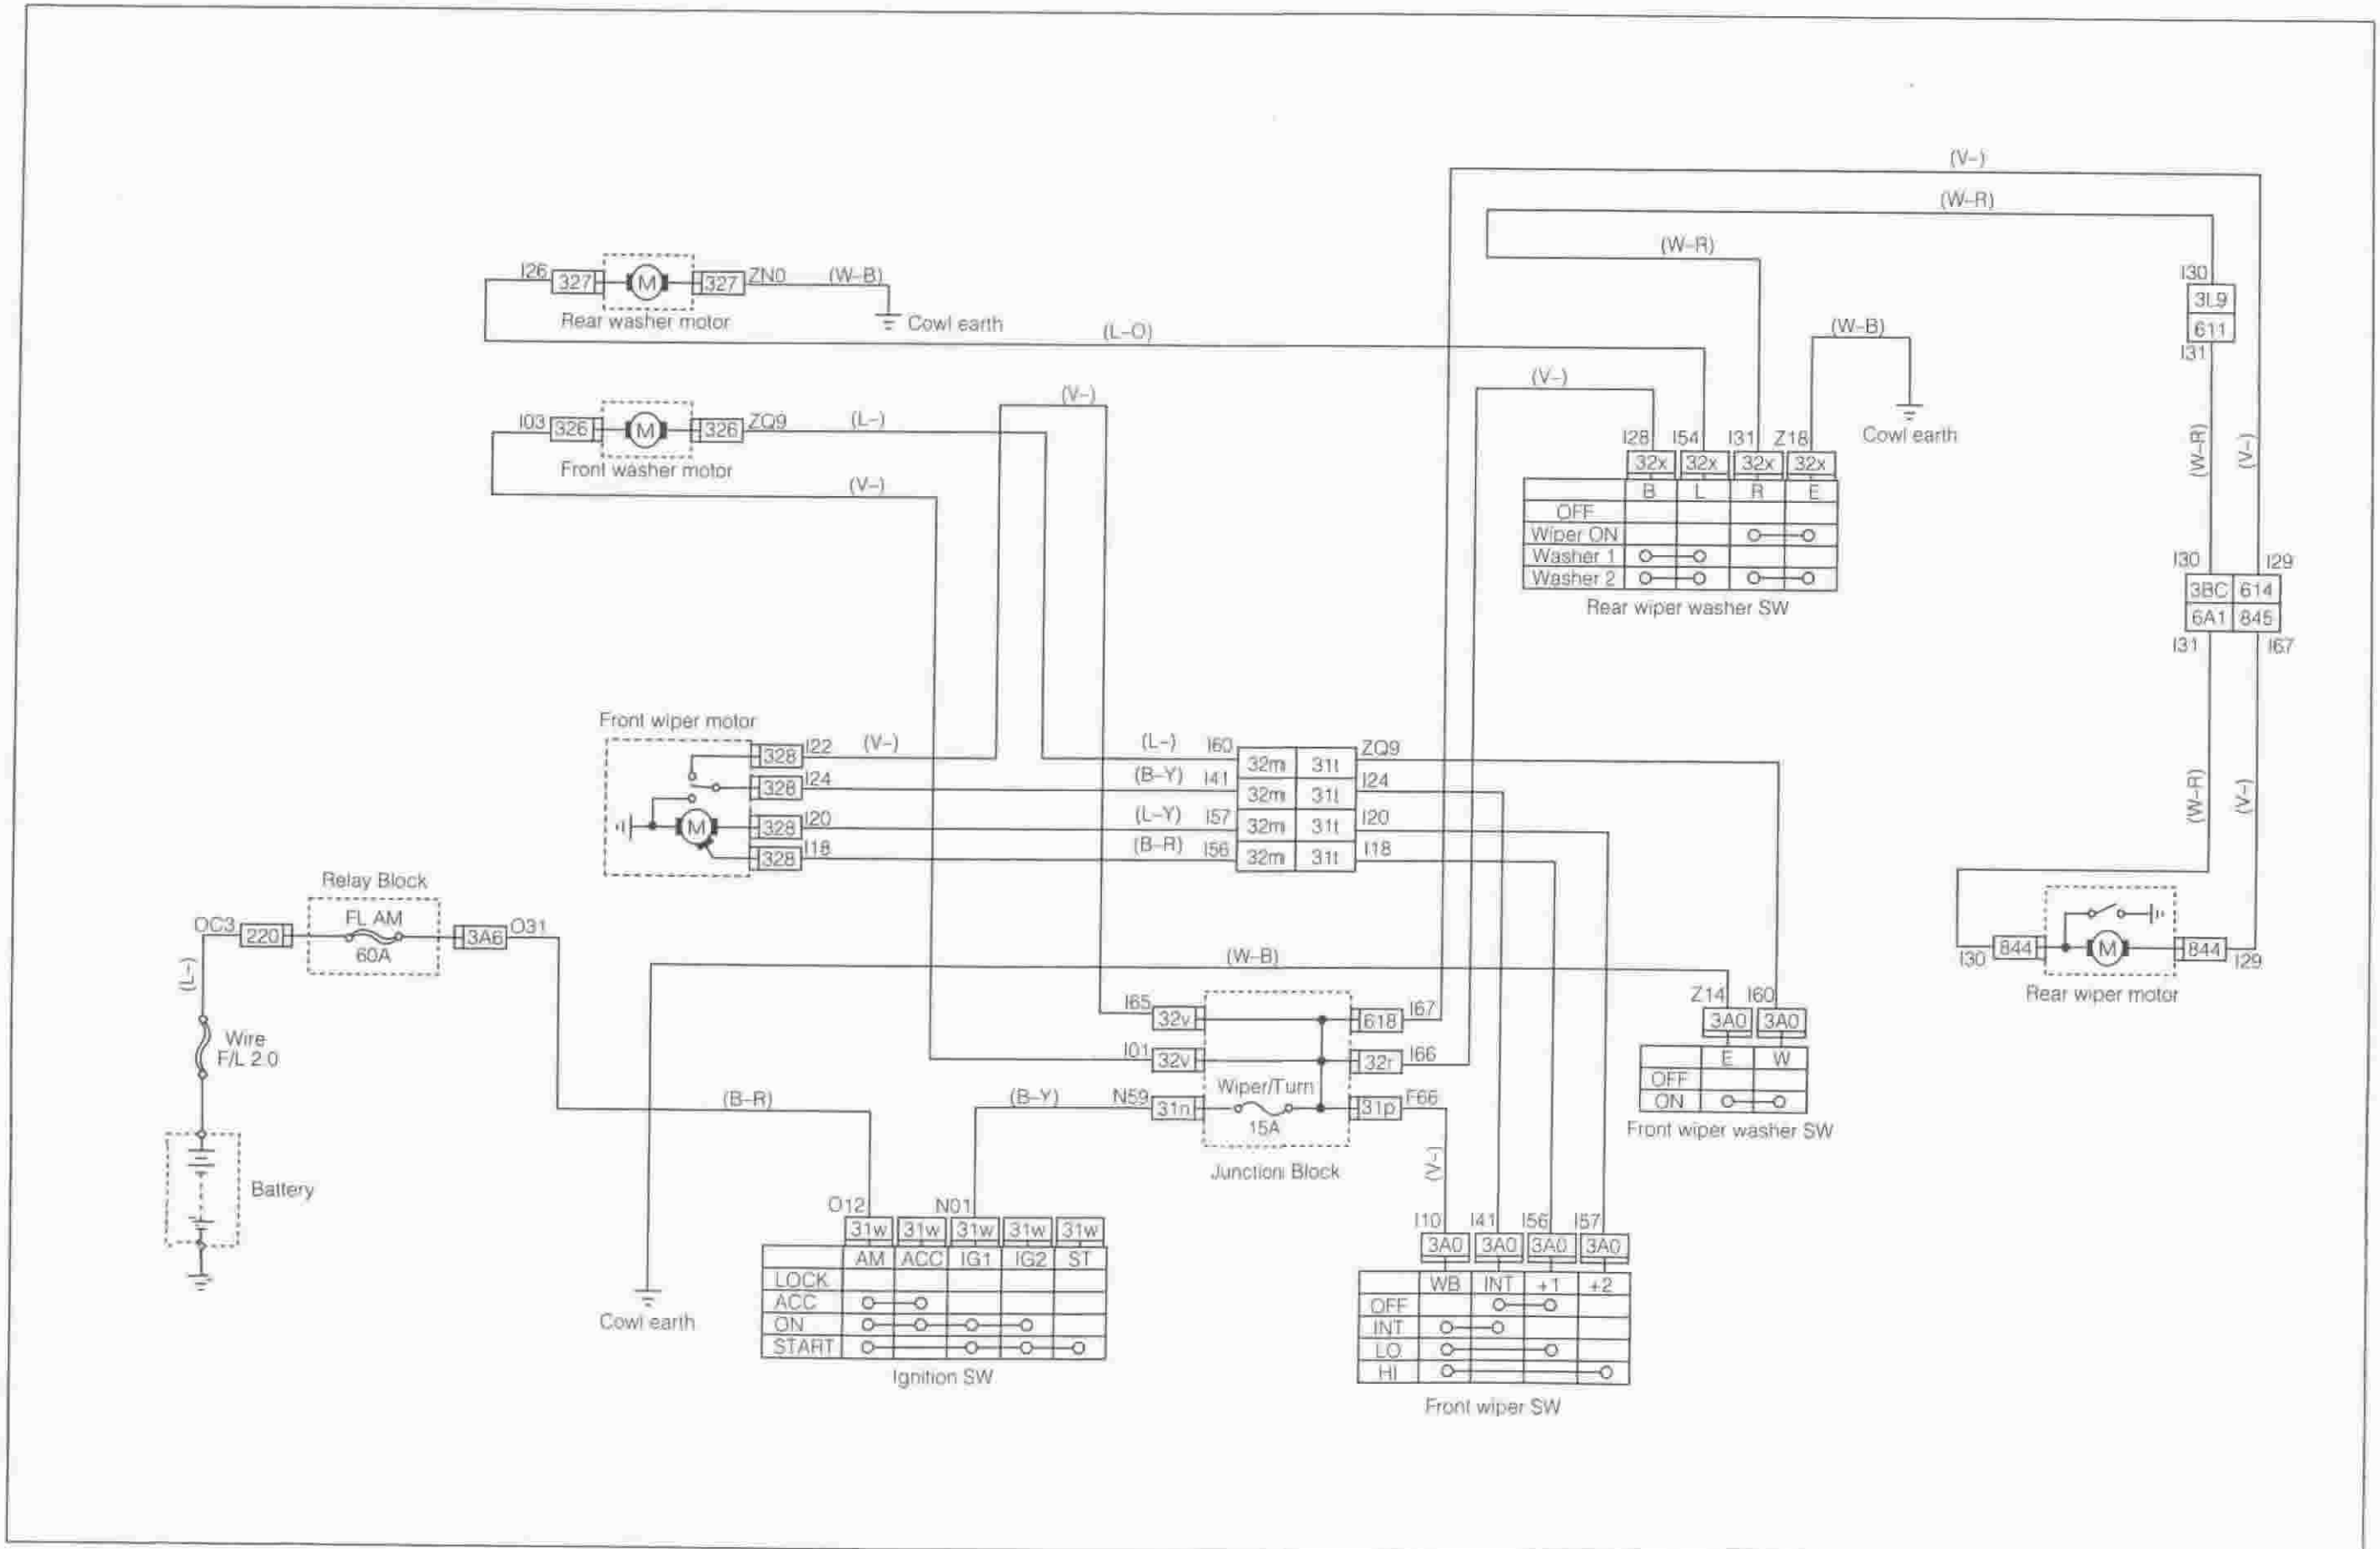 (V–)
(W–R)
(W–R)
I26 327 M 327 ZN0 (W–B)
Rear washer motor
Cowl earth
(L–O)
I30
3L9
611
I31
(W–B)
Cowl earth
(V–)
(V–)
I03 326 M 326 ZQ9 (L–)
Front washer motor
(V–)
(W–R) (V–)
I28 I54 I31 Z18
32x 32x 32x 32x
B L R E
OFF
Wiper ON
Washer 1
Washer 2
Rear wiper washer SW
I30 I29
3BC 614
6A1 845
I31 I67
Front wiper motor
328 I22 (V–)
328 I24
M 328 I20
328 I18
(L–) I60 32m 31t ZQ9
(B–Y) I41 32m 31t I24
(L–Y) I57 32m 31t I20
(B–R) I56 32m 31t I18
(W–R) (V–)
Relay Block
OC3 220 FL AM 3A6 O31
60A
(L–)
Wire
F/L 2.0
Battery
I30 844 M 844 I29
Rear wiper motor
(W–B)
Z14 I60
3A0 3A0
E W
OFF
ON
Front wiper washer SW
I65 32v 618 I67
I01 32v 32r I66
Wiper/Turn
(B–R)
(B–Y) N59 31n 31p F66
15A
Junction Block
(V–)
Cowl earth
O12 N01
31w 31w 31w 31w 31w
AM ACC IG1 IG2 ST
LOCK
ACC
ON
START
Ignition SW
I10 I41 I56 I57
3A0 3A0 3A0 3A0
WB INT +1 +2
OFF
INT
LO
HI
Front wiper SW